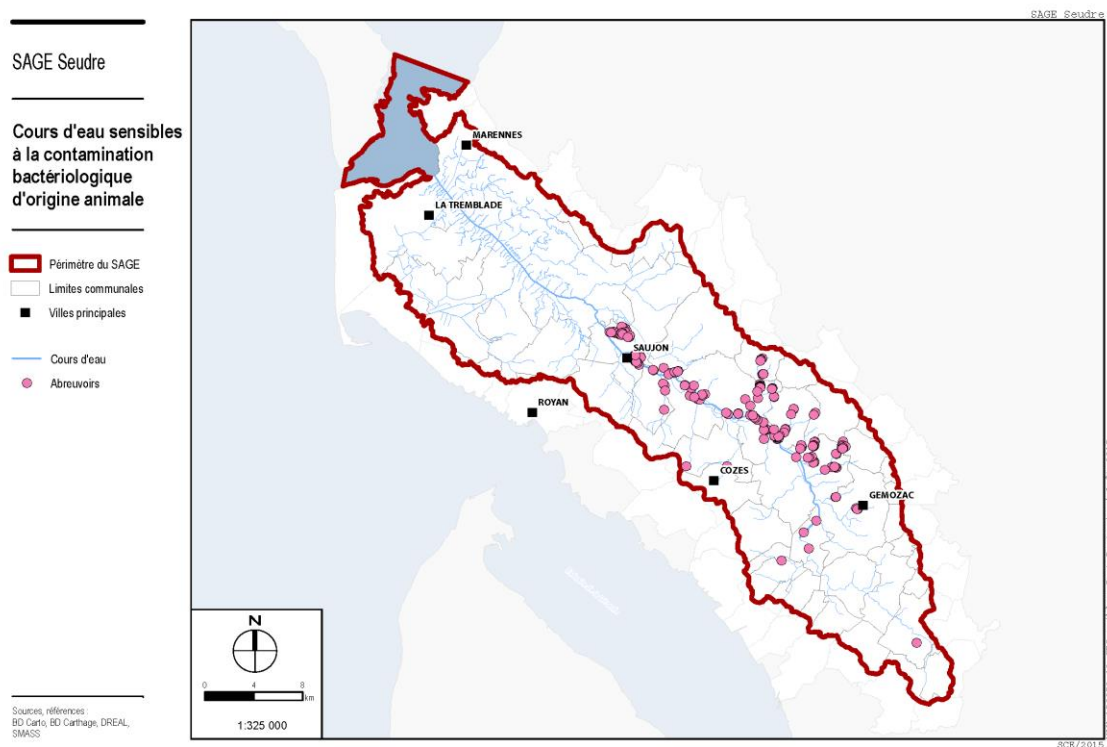 SAGE Seudre
SAGE Seudre
Cours d'eau sensibles
à la contamination
bactériologique
d'origine animale
Périmètre du SAGE
Limites communales
Villes principales
Cours d'eau
Abreuvoirs
MARENNES
LA TREMBLADE
SAUJON
ROYAN
COZES
GEMOZAC
N
0 4 8
km
1:325 000
Sources, références :
BD Carto, BD Carthage, DREAL,
SMASS
SCE/2015